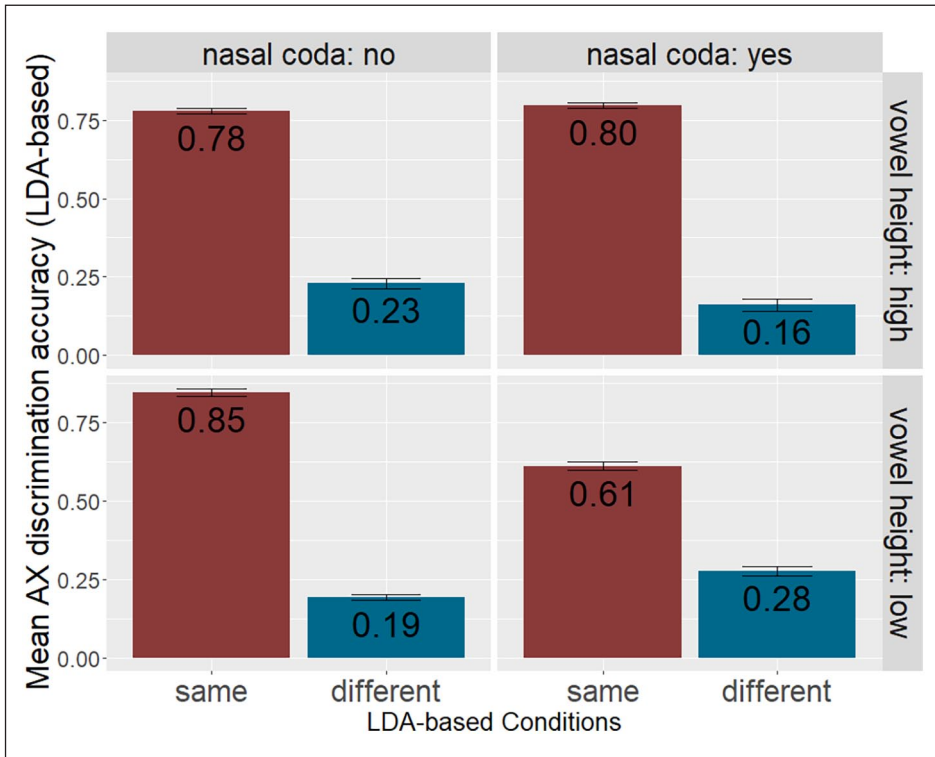 nasal coda: no
nasal coda: yes
Mean AX discrimination accuracy (LDA-based)
0.75
0.50
0.25
0.00
0.78
0.23
0.80
0.16
vowel height: high
0.75
0.50
0.25
0.00
0.85
0.19
0.61
0.28
vowel height: low
same
different
same
different
LDA-based Conditions